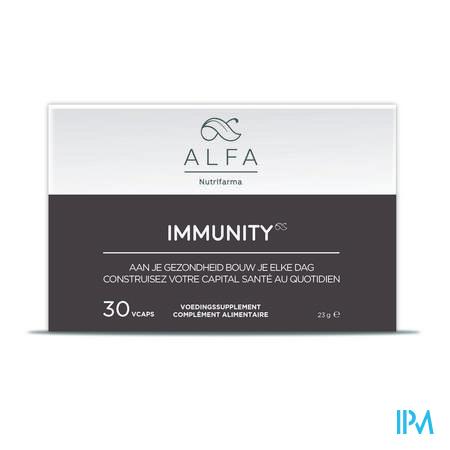 ALFA
Nutrifarma
IMMUNITY
AAN JE GEZONDHEID BOUW JE ELKE DAG
CONSTRUISEZ VOTRE CAPITAL SANTÉ AU QUOTIDIEN
30 VCAPS
VOEDINGSSUPPLEMENT
COMPLÉMENT ALIMENTAIRE
23 g ℮
IPM